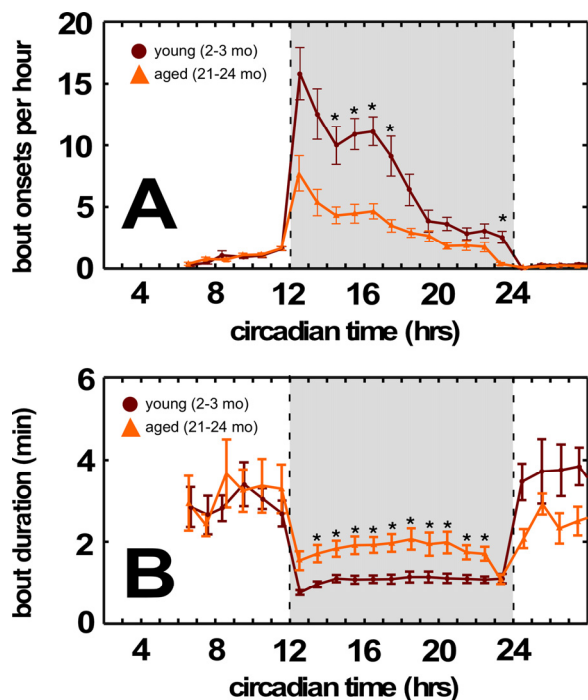 20
15
10
5
0
bout onsets per hour
young (2-3 mo)
aged (21-24 mo)
* * * * *
A
4 8 12 16 20 24
circadian time (hrs)
6
4
2
0
bout duration (min)
young (2-3 mo)
aged (21-24 mo)
* * * * * * * * * *
B
4 8 12 16 20 24
circadian time (hrs)